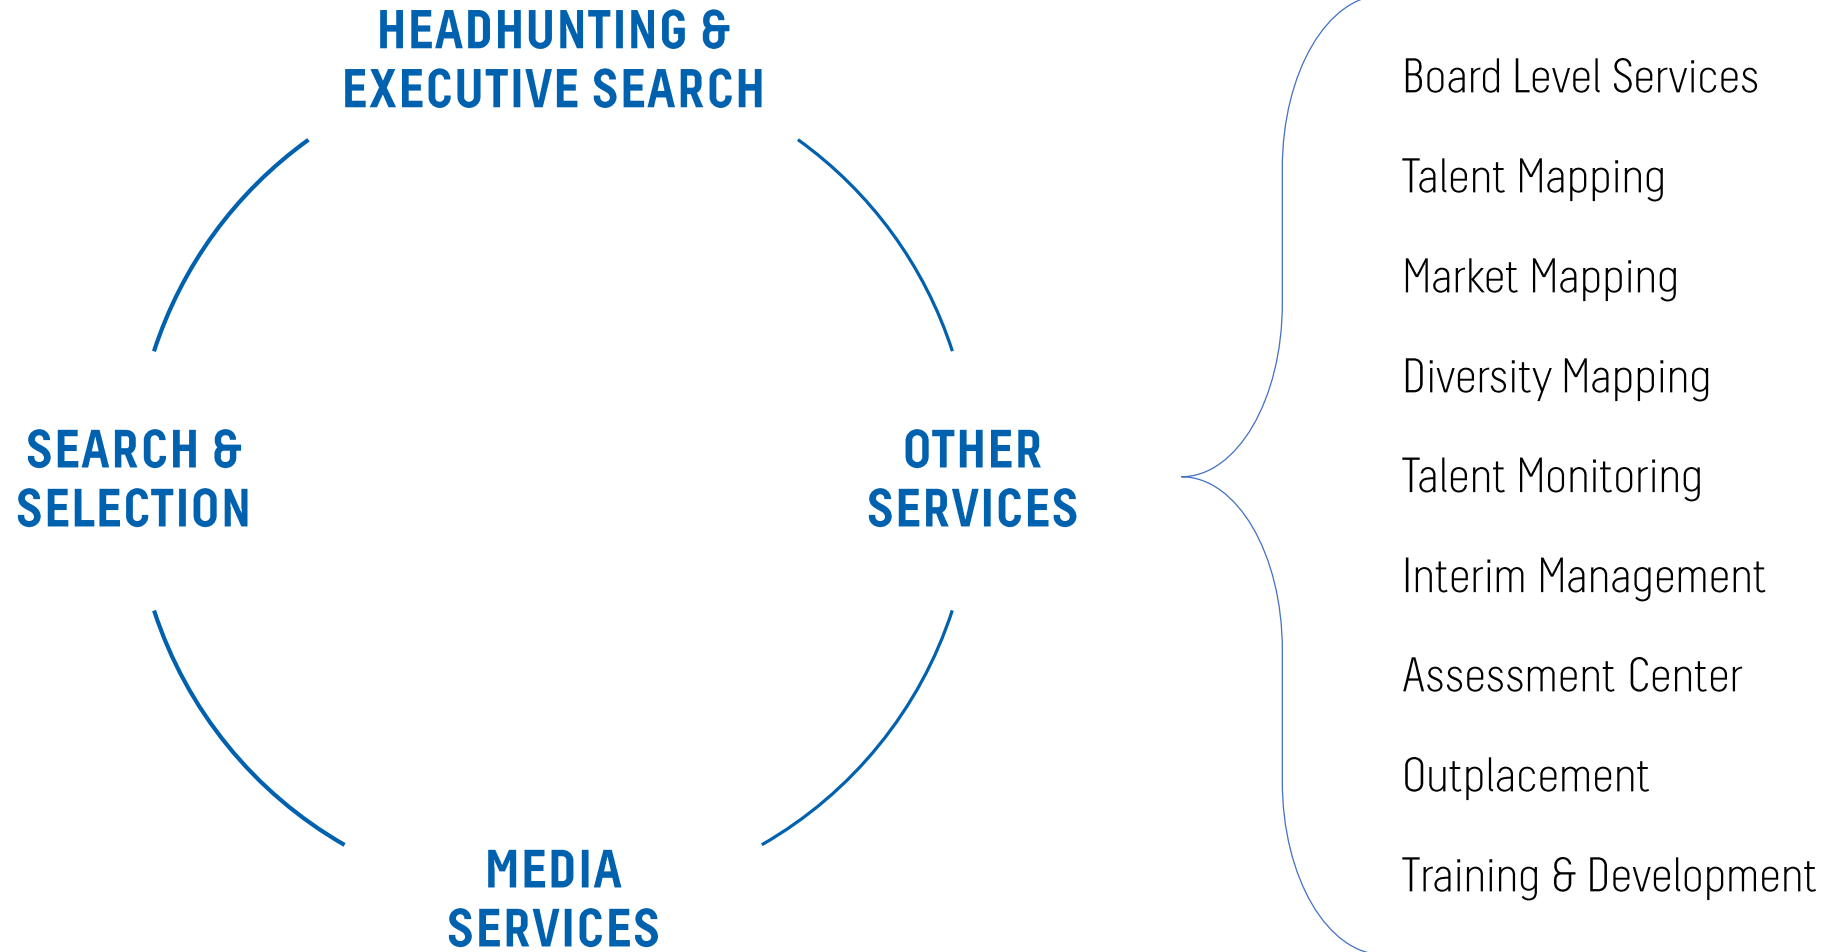 HEADHUNTING &
EXECUTIVE SEARCH
SEARCH &
SELECTION
OTHER
SERVICES
MEDIA
SERVICES
Board Level Services
Talent Mapping
Market Mapping
Diversity Mapping
Talent Monitoring
Interim Management
Assessment Center
Outplacement
Training & Development